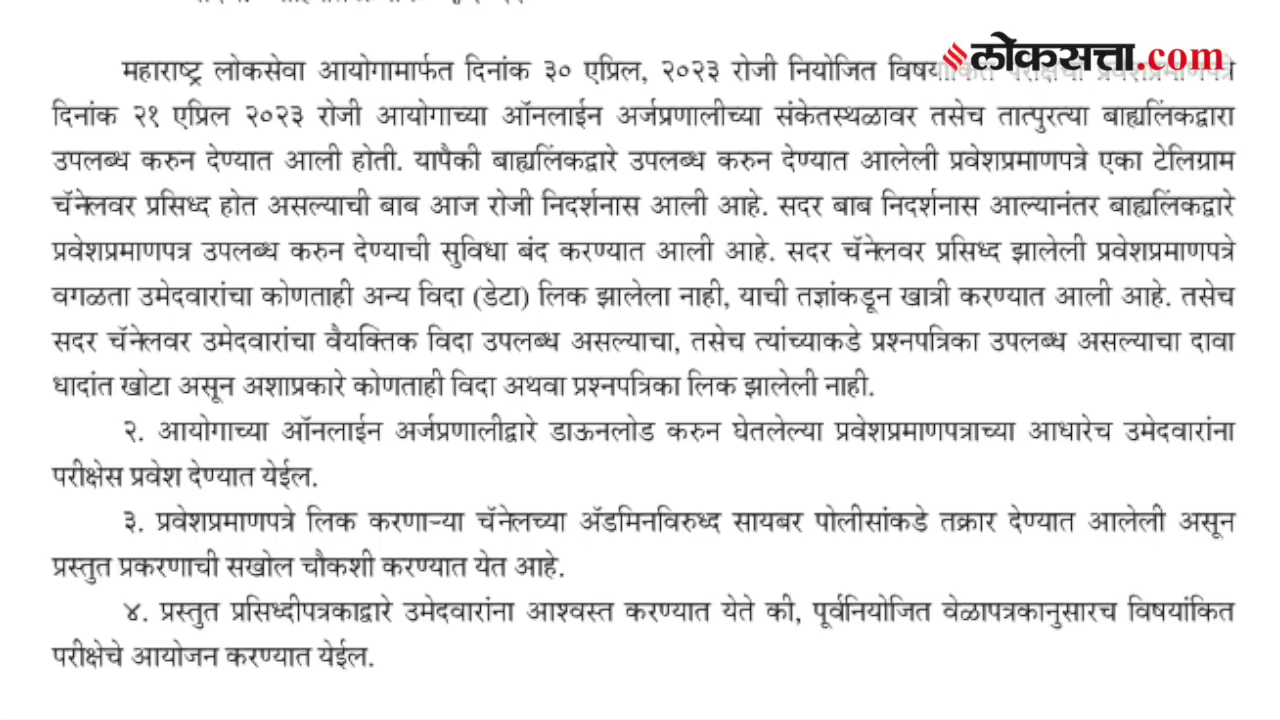 लोकसत्ता.com
महाराष्ट्र लोकसेवा आयोगामार्फत दिनांक ३० एप्रिल, २०२३ रोजी नियोजित विषयांकित परीक्षेची प्रवेशप्रमाणपत्रे
दिनांक २१ एप्रिल २०२३ रोजी आयोगाच्या ऑनलाईन अर्जप्रणालीच्या संकेतस्थळावर तसेच तात्पुरत्या बाह्यलिंकद्वारा
उपलब्ध करुन देण्यात आली होती. यापैकी बाह्यलिंकद्वारे उपलब्ध करुन देण्यात आलेली प्रवेशप्रमाणपत्रे एका टेलिग्राम
चॅनेलवर प्रसिध्द होत असल्याची बाब आज रोजी निदर्शनास आली आहे. सदर बाब निदर्शनास आल्यानंतर बाह्यलिंकद्वारे
प्रवेशप्रमाणपत्र उपलब्ध करुन देण्याची सुविधा बंद करण्यात आली आहे. सदर चॅनेलवर प्रसिध्द झालेली प्रवेशप्रमाणपत्रे
वगळता उमेदवारांचा कोणताही अन्य विदा (डेटा) लिक झालेला नाही, याची तज्ञांकडून खात्री करण्यात आली आहे. तसेच
सदर चॅनेलवर उमेदवारांचा वैयक्तिक विदा उपलब्ध असल्याचा, तसेच त्यांच्याकडे प्रश्नपत्रिका उपलब्ध असल्याचा दावा
धादांत खोटा असून अशाप्रकारे कोणताही विदा अथवा प्रश्नपत्रिका लिक झालेली नाही.
२. आयोगाच्या ऑनलाईन अर्जप्रणालीद्वारे डाऊनलोड करुन घेतलेल्या प्रवेशप्रमाणपत्राच्या आधारेच उमेदवारांना
परीक्षेस प्रवेश देण्यात येईल.
३. प्रवेशप्रमाणपत्रे लिक करणाऱ्या चॅनेलच्या ॲडमिनविरुध्द सायबर पोलीसांकडे तक्रार देण्यात आलेली असून
प्रस्तुत प्रकरणाची सखोल चौकशी करण्यात येत आहे.
४. प्रस्तुत प्रसिध्दीपत्रकाद्वारे उमेदवारांना आश्वस्त करण्यात येते की, पूर्वनियोजित वेळापत्रकानुसारच विषयांकित
परीक्षेचे आयोजन करण्यात येईल.